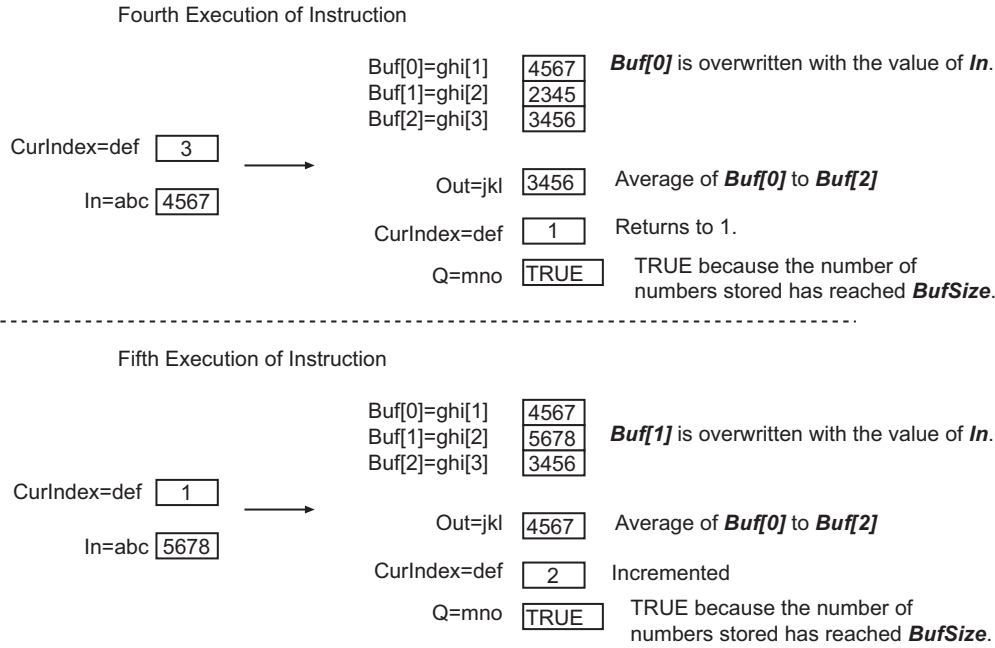 Fourth Execution of Instruction
Buf[0]=ghi[1] 4567 Buf[0] is overwritten with the value of In.
Buf[1]=ghi[2] 2345
Buf[2]=ghi[3] 3456
CurIndex=def 3
In=abc 4567
Out=jkl 3456 Average of Buf[0] to Buf[2]
CurIndex=def 1 Returns to 1.
Q=mno TRUE TRUE because the number of
numbers stored has reached BufSize.
Fifth Execution of Instruction
Buf[0]=ghi[1] 4567
Buf[1]=ghi[2] 5678 Buf[1] is overwritten with the value of In.
Buf[2]=ghi[3] 3456
CurIndex=def 1
In=abc 5678
Out=jkl 4567 Average of Buf[0] to Buf[2]
CurIndex=def 2 Incremented
Q=mno TRUE TRUE because the number of
numbers stored has reached BufSize.